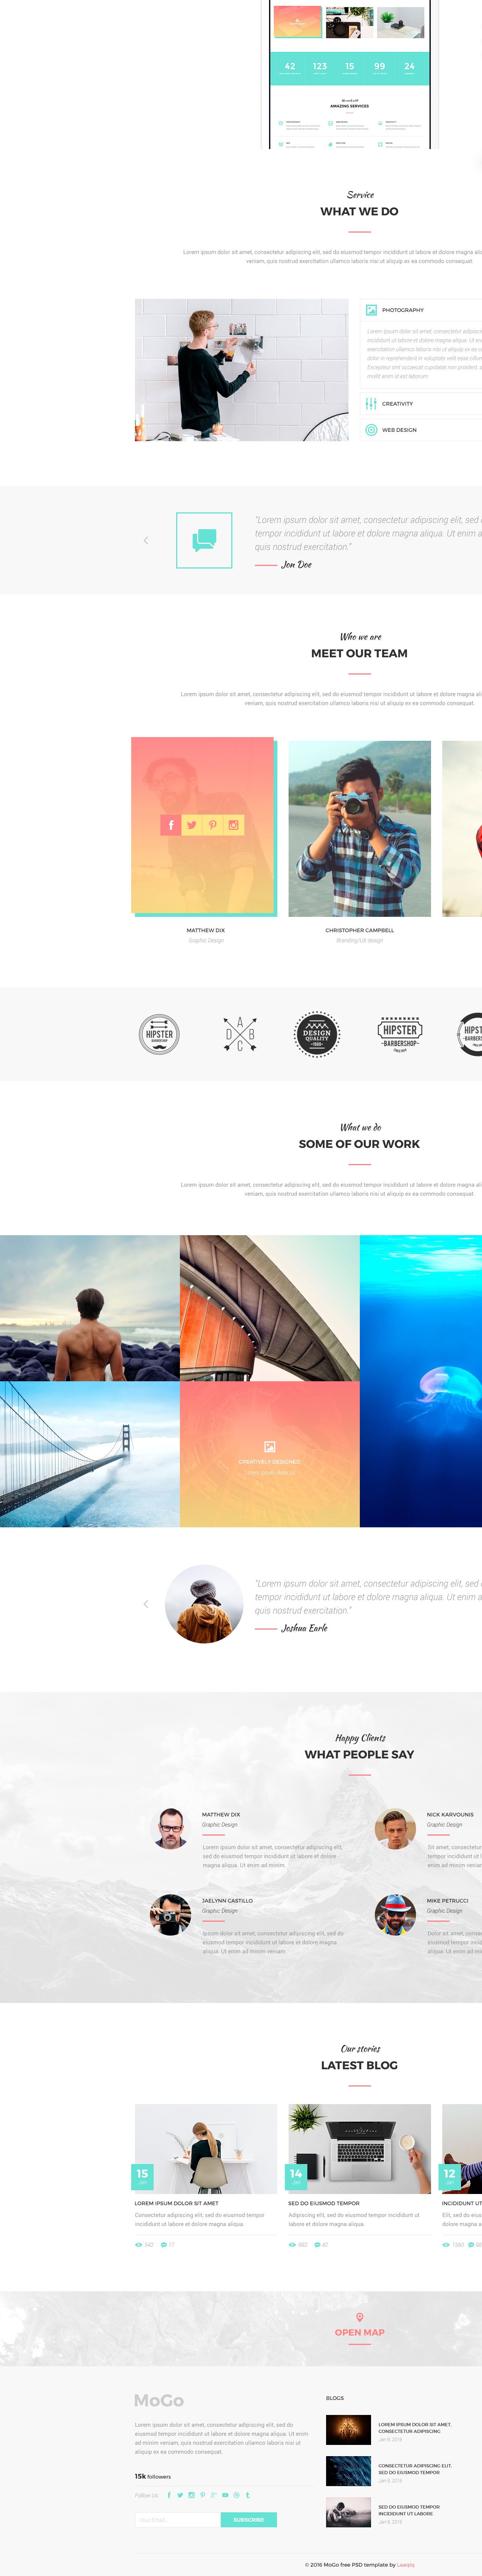 42 123 15 99 24
AMAZING SERVICES
Service
WHAT WE DO
Lorem ipsum dolor sit amet, consectetur adipiscing elit, sed do eiusmod tempor incididunt ut labore et dolore magna
veniam, quis nostrud exercitation ullamco laboris nisi ut aliquip ex ea commodo consequat.
PHOTOGRAPHY
Lorem ipsum dolor sit amet, consectetur
incididunt ut labore et dolore magna aliqua. Ut
exercitation ullamco laboris nisi ut aliquip ex ea
dolor in reprehenderit in voluptate velit esse
Excepteur sint occaecat cupidatat non proident,
mollit anim id est laborum.
CREATIVITY
WEB DESIGN
“Lorem ipsum dolor sit amet, consectetur adipiscing elit, sed
tempor incididunt ut labore et dolore magna aliqua. Ut enim
quis nostrud exercitation.”
Jon Doe
Who we are
MEET OUR TEAM
Lorem ipsum dolor sit amet, consectetur adipiscing elit, sed do eiusmod tempor incididunt ut labore et dolore magna
veniam, quis nostrud exercitation ullamco laboris nisi ut aliquip ex ea commodo consequat.
MATTHEW DIX
Graphic Design
CHRISTOPHER CAMPBELL
Branding/UX design
HIPSTER
BARBERSHOP
A
D B
C
DESIGN
QUALITY
HIPSTER
BARBERSHOP
What we do
SOME OF OUR WORK
Lorem ipsum dolor sit amet, consectetur adipiscing elit, sed do eiusmod tempor incididunt ut labore et dolore magna
veniam, quis nostrud exercitation ullamco laboris nisi ut aliquip ex ea commodo consequat.
CREATIVELY DESIGNED
Lorem ipsum dolor sit
“Lorem ipsum dolor sit amet, consectetur adipiscing elit, sed
tempor incididunt ut labore et dolore magna aliqua. Ut enim
quis nostrud exercitation.”
Joshua Earle
Happy Clients
WHAT PEOPLE SAY
MATTHEW DIX
Graphic Design
Lorem ipsum dolor sit amet, consectetur adipiscing elit,
sed do eiusmod tempor incididunt ut labore et dolore
magna aliqua. Ut enim ad minim.
NICK KARVOUNIS
Graphic Design
Sit amet, consectetur
tempor incididunt ut
enim ad minim
JAELYNN CASTILLO
Graphic Design
Ipsum dolor sit amet, consectetur adipiscing elit, sed do
eiusmod tempor incididunt ut labore et dolore magna
aliqua. Ut enim ad minim veniam.
MIKE PETRUCCI
Graphic Design
Dolor sit amet,
eiusmod tempor
aliqua. Ut enim ad
Our stories
LATEST BLOG
15
Jan
LOREM IPSUM DOLOR SIT AMET
Consectetur adipiscing elit, sed do eiusmod tempor
incididunt ut labore et dolore magna aliqua.
542 17
14
Jan
SED DO EIUSMOD TEMPOR
Adipiscing elit, sed do eiusmod tempor incididunt ut
labore et dolore magna aliqua.
992 42
12
Jan
INCIDIDUNT UT
Elit, sed do
dolore magna
1560 98
OPEN MAP
MoGo
Lorem ipsum dolor sit amet, consectetur adipiscing elit, sed do
eiusmod tempor incididunt ut labore et dolore magna aliqua. Ut
enim ad minim veniam, quis nostrud exercitation ullamco laboris nisi ut
aliquip ex ea commodo consequat.
15k followers
Follow Us:
Your Email...
SUBSCRIBE
BLOGS
LOREM IPSUM DOLOR SIT AMET,
CONSECTETUR ADIPISCING
Jan 9, 2016
CONSECTETUR ADIPISCING ELIT,
SED DO EIUSMOD TEMPOR
Jan 9, 2016
SED DO EIUSMOD TEMPOR
INCIDIDUNT UT LABORE
Jan 9, 2016
© 2016 MoGo free PSD template by Laaqiq